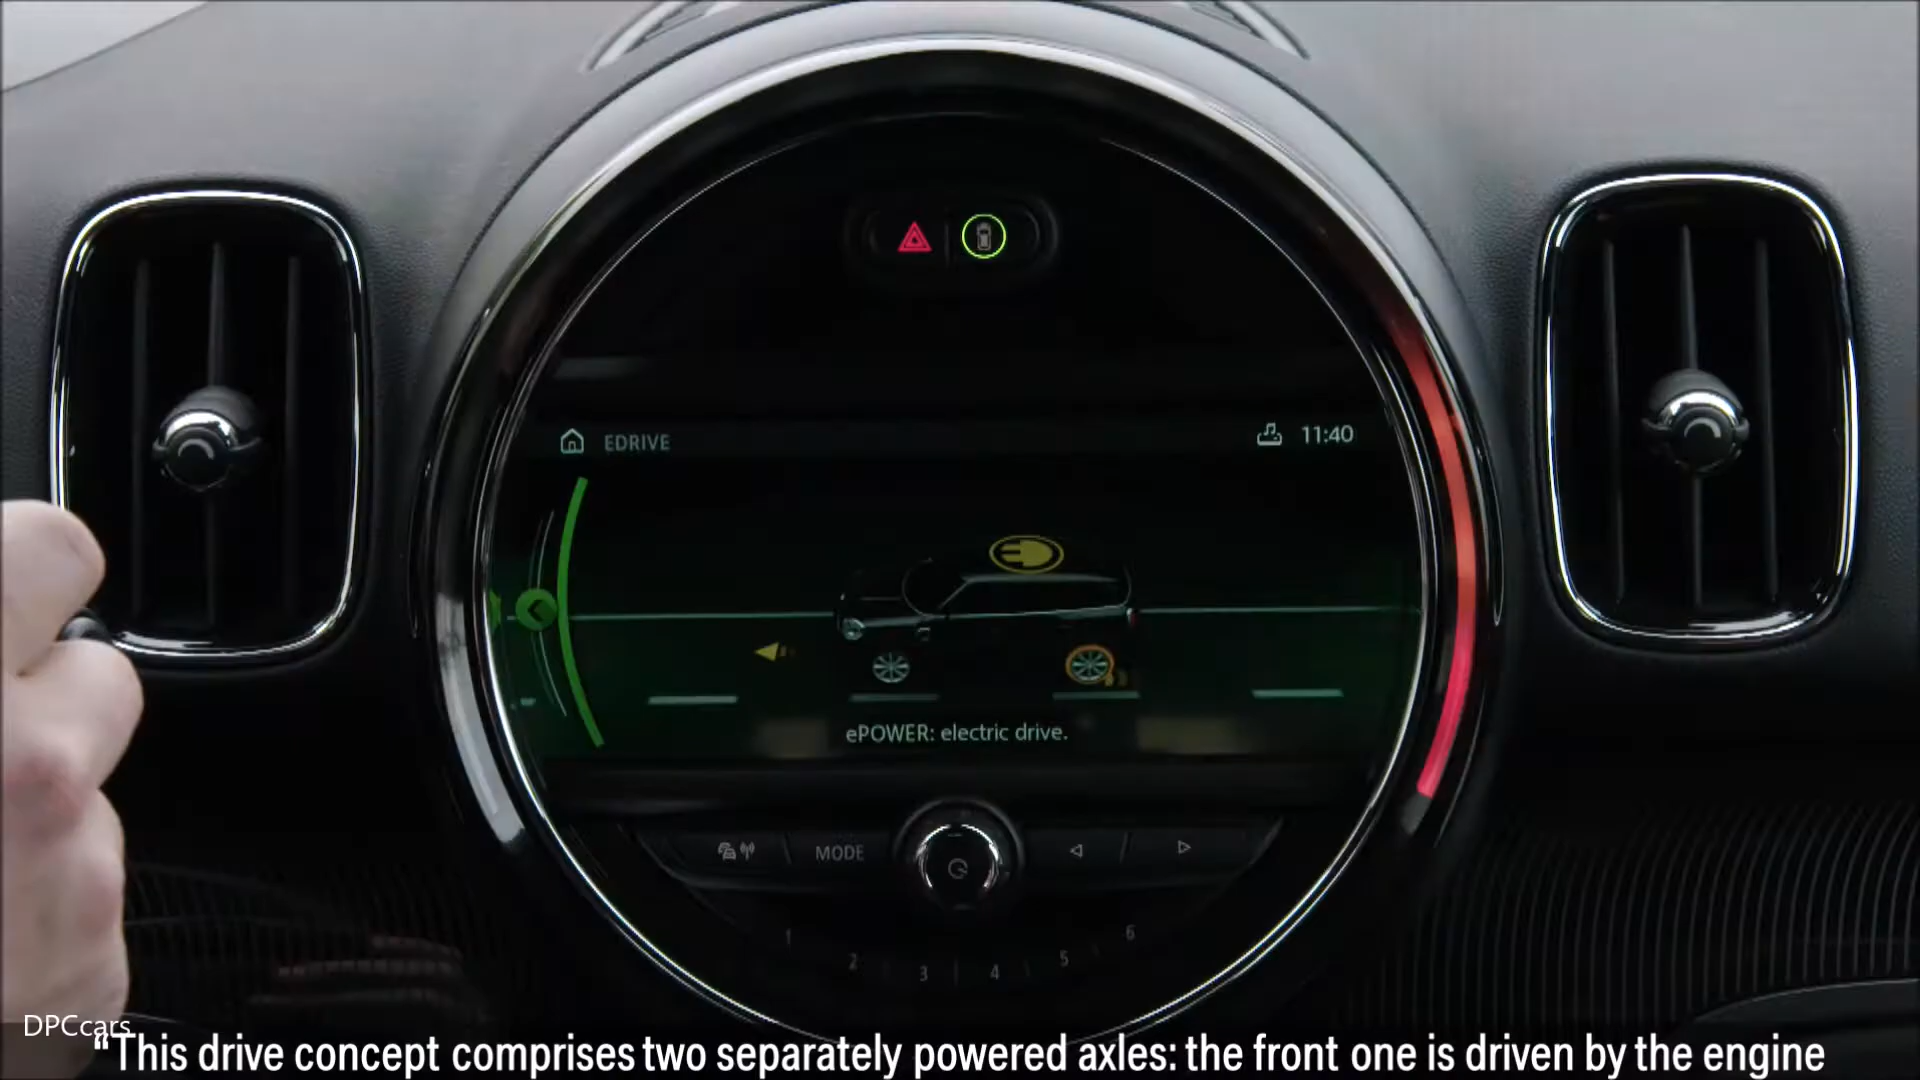 EDRIVE
11:40
ePOWER: electric drive.
MODE
1 2 3 4 5 6
DPCcars
“This drive concept comprises two separately powered axles: the front one is driven by the engine